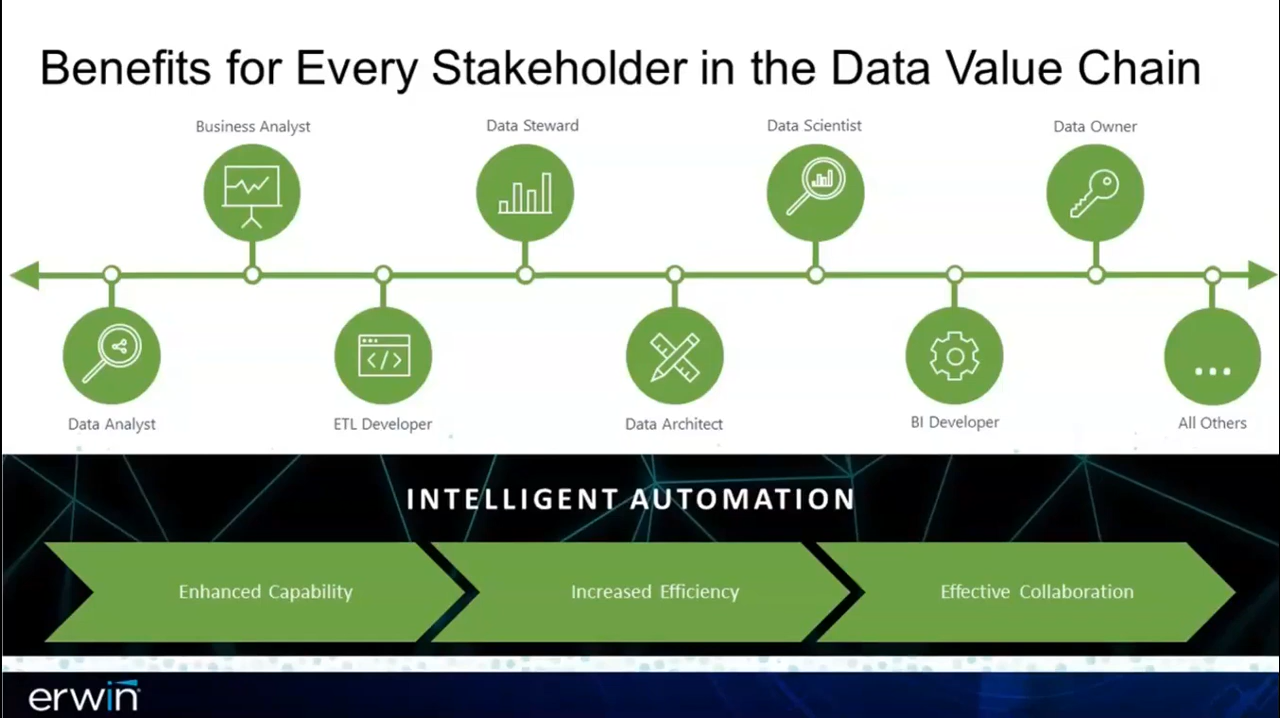 Benefits for Every Stakeholder in the Data Value Chain
Business Analyst
Data Steward
Data Scientist
Data Owner
Data Analyst
ETL Developer
Data Architect
BI Developer
All Others
INTELLIGENT AUTOMATION
Enhanced Capability
Increased Efficiency
Effective Collaboration
erwin